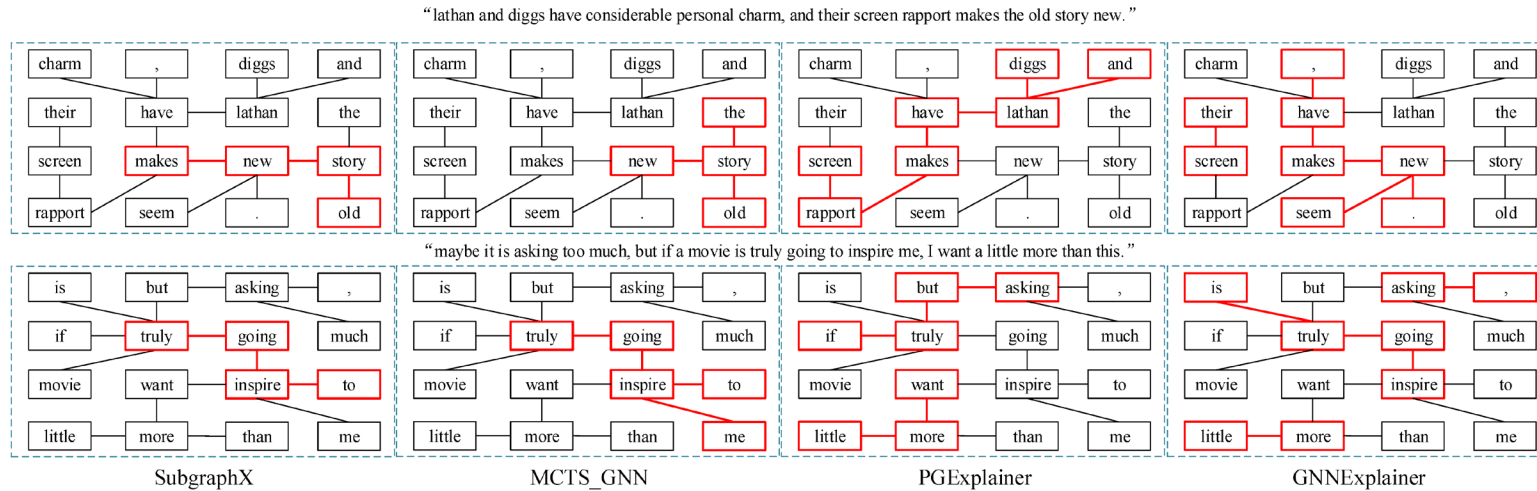 “lathan and diggs have considerable personal charm, and their screen rapport makes the old story new.”
charm , diggs and charm , diggs and charm , diggs and charm , diggs and
their have lathan the their have lathan the their have lathan the their have lathan the
screen makes new story screen makes new story screen makes new story screen makes new story
rapport seem . old rapport seem . old rapport seem . old rapport seem . old
“maybe it is asking too much, but if a movie is truly going to inspire me, I want a little more than this.”
is but asking , is but asking , is but asking , is but asking ,
if truly going much if truly going much if truly going much if truly going much
movie want inspire to movie want inspire to movie want inspire to movie want inspire to
little more than me little more than me little more than me little more than me
SubgraphX MCTS_GNN PGExplainer GNNExplainer